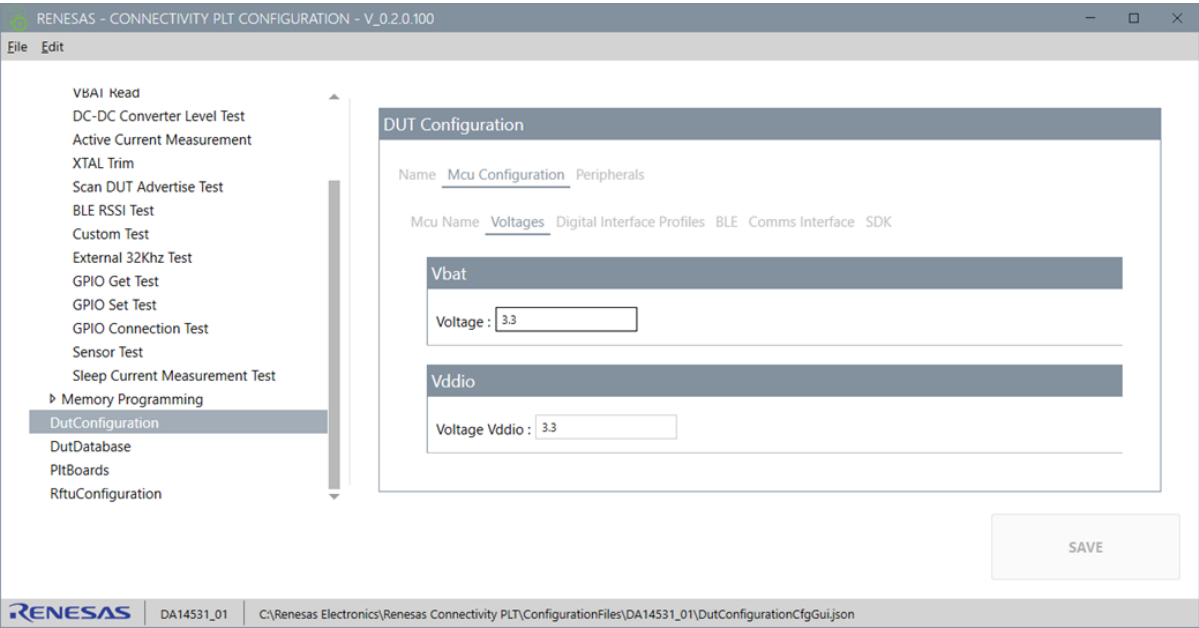 RENESAS - CONNECTIVITY PLT CONFIGURATION - V_0.2.0.100
File Edit
VBAT Read
DC-DC Converter Level Test
Active Current Measurement
XTAL Trim
Scan DUT Advertise Test
BLE RSSI Test
Custom Test
External 32Khz Test
GPIO Get Test
GPIO Set Test
GPIO Connection Test
Sensor Test
Sleep Current Measurement Test
Memory Programming
DutConfiguration
DutDatabase
PltBoards
RftuConfiguration
DUT Configuration
Name Mcu Configuration Peripherals
Mcu Name Voltages Digital Interface Profiles BLE Comms Interface SDK
Vbat
Voltage : 3.3
Vddio
Voltage Vddio : 3.3
SAVE
RENESAS DA14531_01 C:\Renesas Electronics\Renesas Connectivity PLT\ConfigurationFiles\DA14531_01\DutConfigurationCfgGui.json